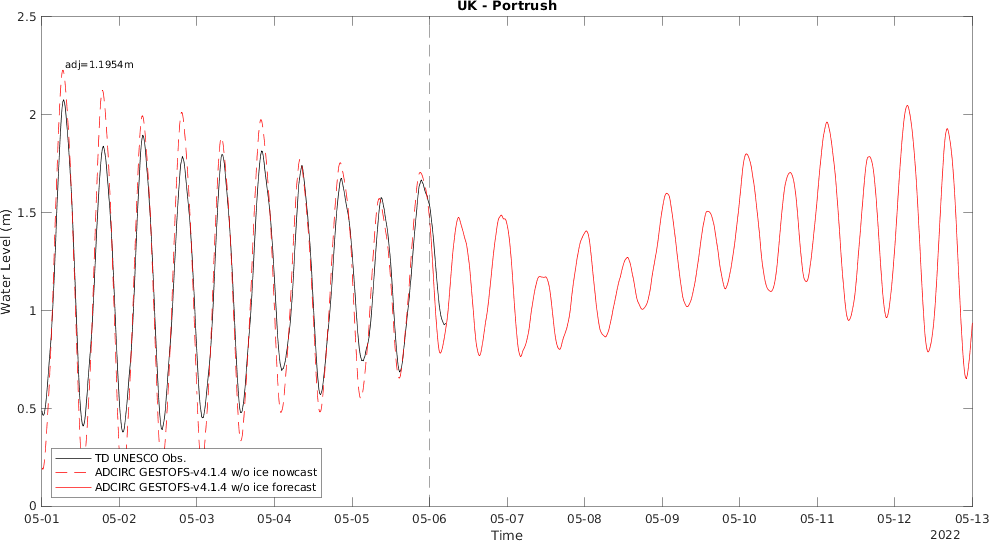 UK - Portrush
adj=1.1954m
2.5
2
1.5
1
0.5
0
Water Level (m)
TD UNESCO Obs.
ADCIRC GESTOFS-v4.1.4 w/o ice nowcast
ADCIRC GESTOFS-v4.1.4 w/o ice forecast
05-01 05-02 05-03 05-04 05-05 05-06 05-07 05-08 05-09 05-10 05-11 05-12 05-13
Time
2022